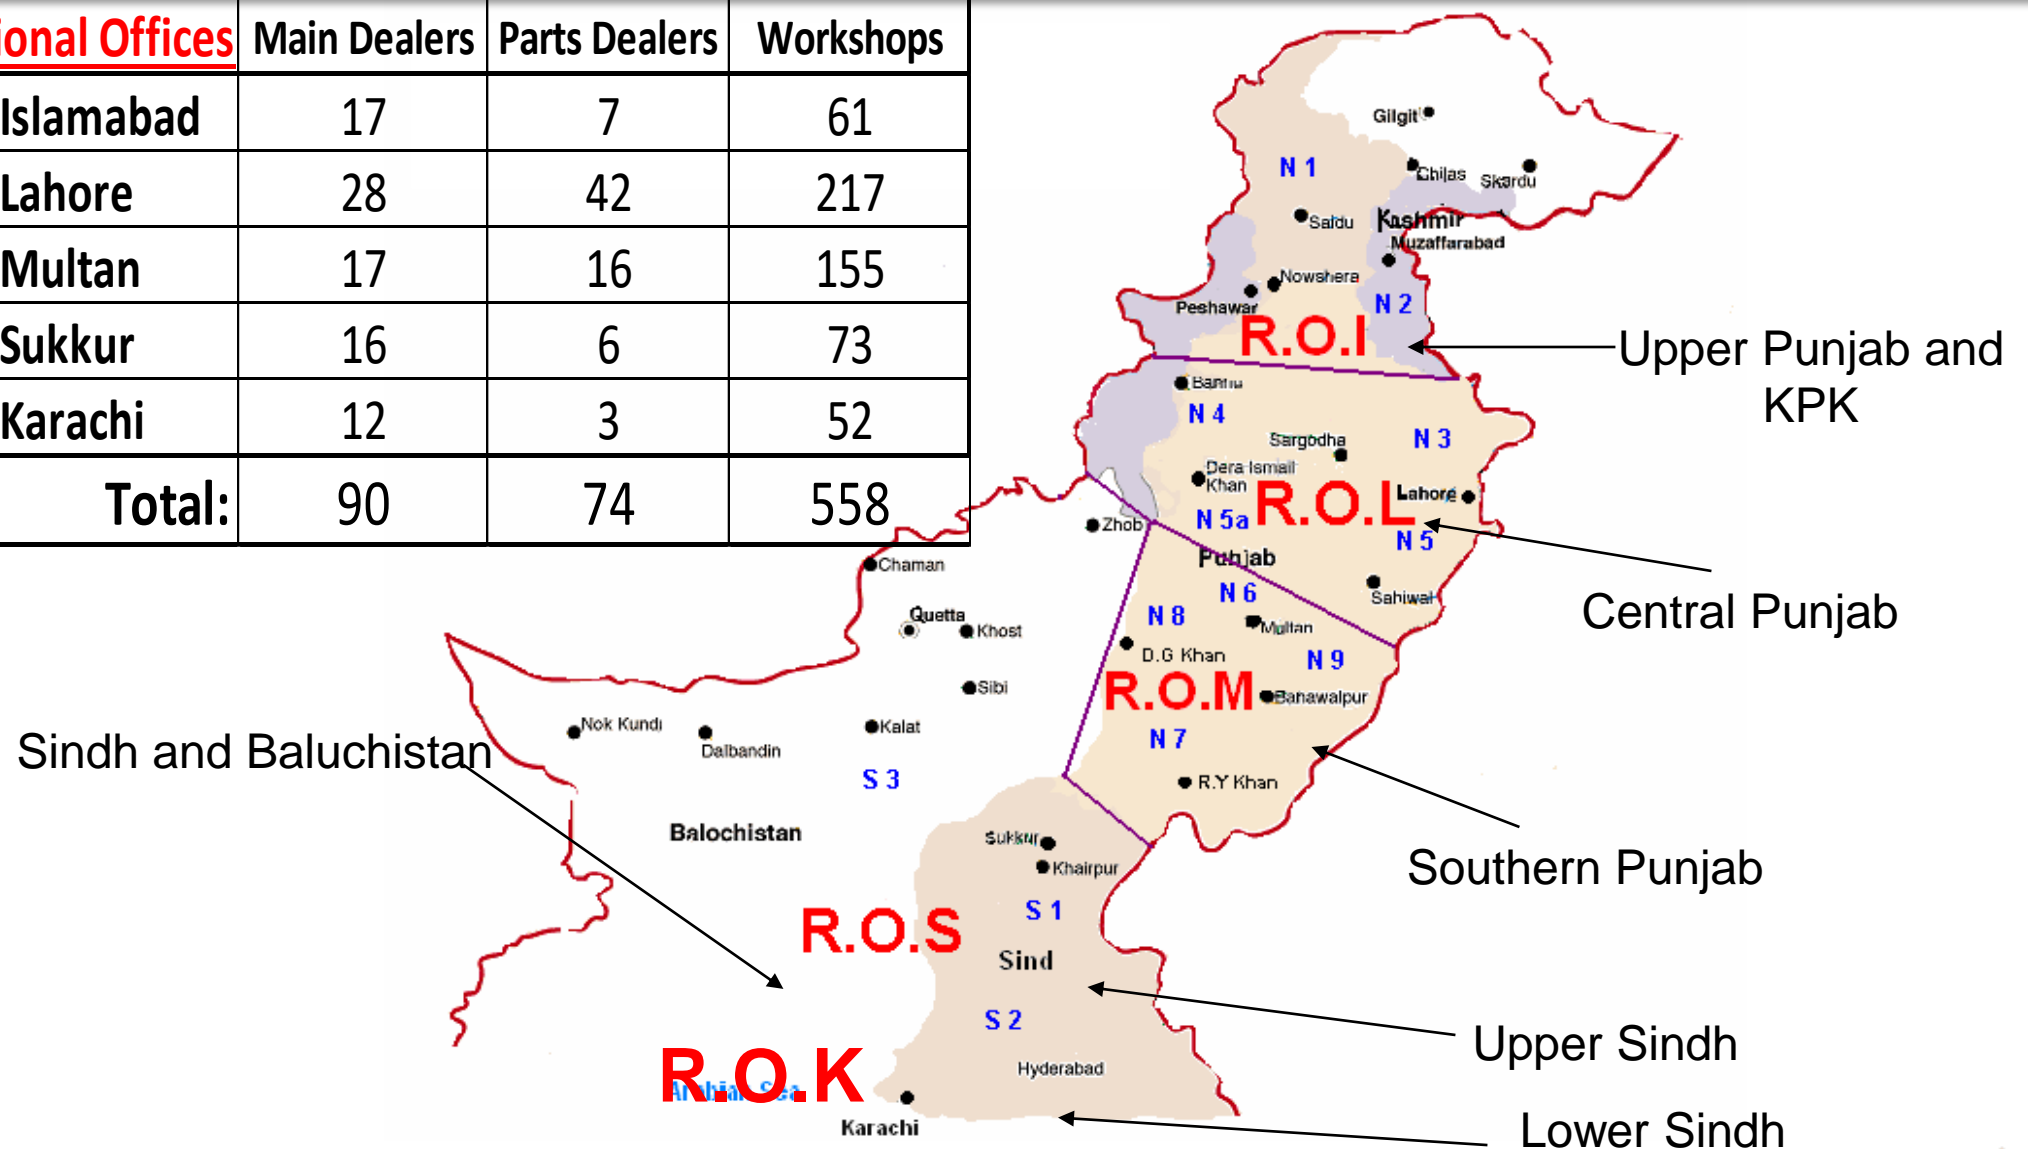 ional Offices Main Dealers Parts Dealers Workshops
Islamabad 17 7 61
Lahore 28 42 217
Multan 17 16 155
Sukkur 16 6 73
Karachi 12 3 52
Total: 90 74 558
Gilgit
N 1
Chilas
Skardu
Saidu
Kashmir
Muzaffarabad
Nowshera
Peshawar
N 2
R.O.I
Upper Punjab and
KPK
Bannu
N 4
Sargodha
N 3
Dera Ismail
Khan
R.O.L
Lahore
N 5a
N 5
Zhob
Punjab
Chaman
N 6
Sahiwal
Central Punjab
Quetta
Khost
N 8
Multan
D.G Khan
N 9
Sibi
R.O.M
Bahawalpur
Nok Kundi
Dalbandin
Kalat
N 7
Sindh and Baluchistan
S 3
R.Y Khan
Balochistan
Sukkur
Khairpur
Southern Punjab
S 1
R.O.S
Sind
S 2
Upper Sindh
Hyderabad
R.O.K
Arabian Sea
Karachi
Lower Sindh